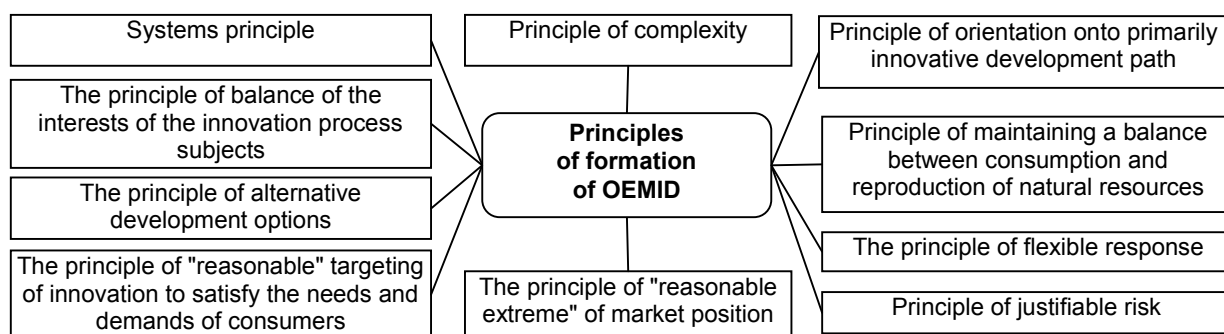 Systems principle
The principle of balance of the
interests of the innovation process
subjects
The principle of alternative
development options
The principle of "reasonable" targeting
of innovation to satisfy the needs and
demands of consumers
Principle of complexity
Principles
of formation
of OEMID
The principle of "reasonable
extreme" of market position
Principle of orientation onto primarily
innovative development path
Principle of maintaining a balance
between consumption and
reproduction of natural resources
The principle of flexible response
Principle of justifiable risk